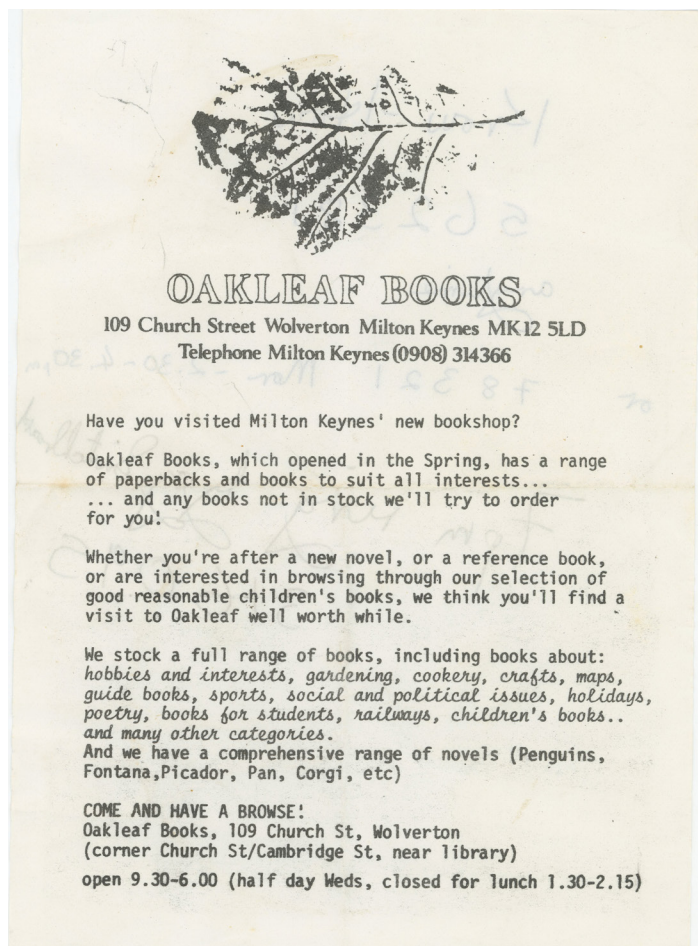 OAKLEAF BOOKS
109 Church Street Wolverton Milton Keynes MK12 5LD
Telephone Milton Keynes (0908) 314366
Have you visited Milton Keynes' new bookshop?
Oakleaf Books, which opened in the Spring, has a range
of paperbacks and books to suit all interests...
... and any books not in stock we'll try to order
for you!
Whether you're after a new novel, or a reference book,
or are interested in browsing through our selection of
good reasonable children's books, we think you'll find a
visit to Oakleaf well worth while.
We stock a full range of books, including books about:
hobbies and interests, gardening, cookery, crafts, maps,
guide books, sports, social and political issues, holidays,
poetry, books for students, railways, children's books..
and many other categories.
And we have a comprehensive range of novels (Penguins,
Fontana,Picador, Pan, Corgi, etc)
COME AND HAVE A BROWSE!
Oakleaf Books, 109 Church St, Wolverton
(corner Church St/Cambridge St, near library)
open 9.30-6.00 (half day Weds, closed for lunch 1.30-2.15)